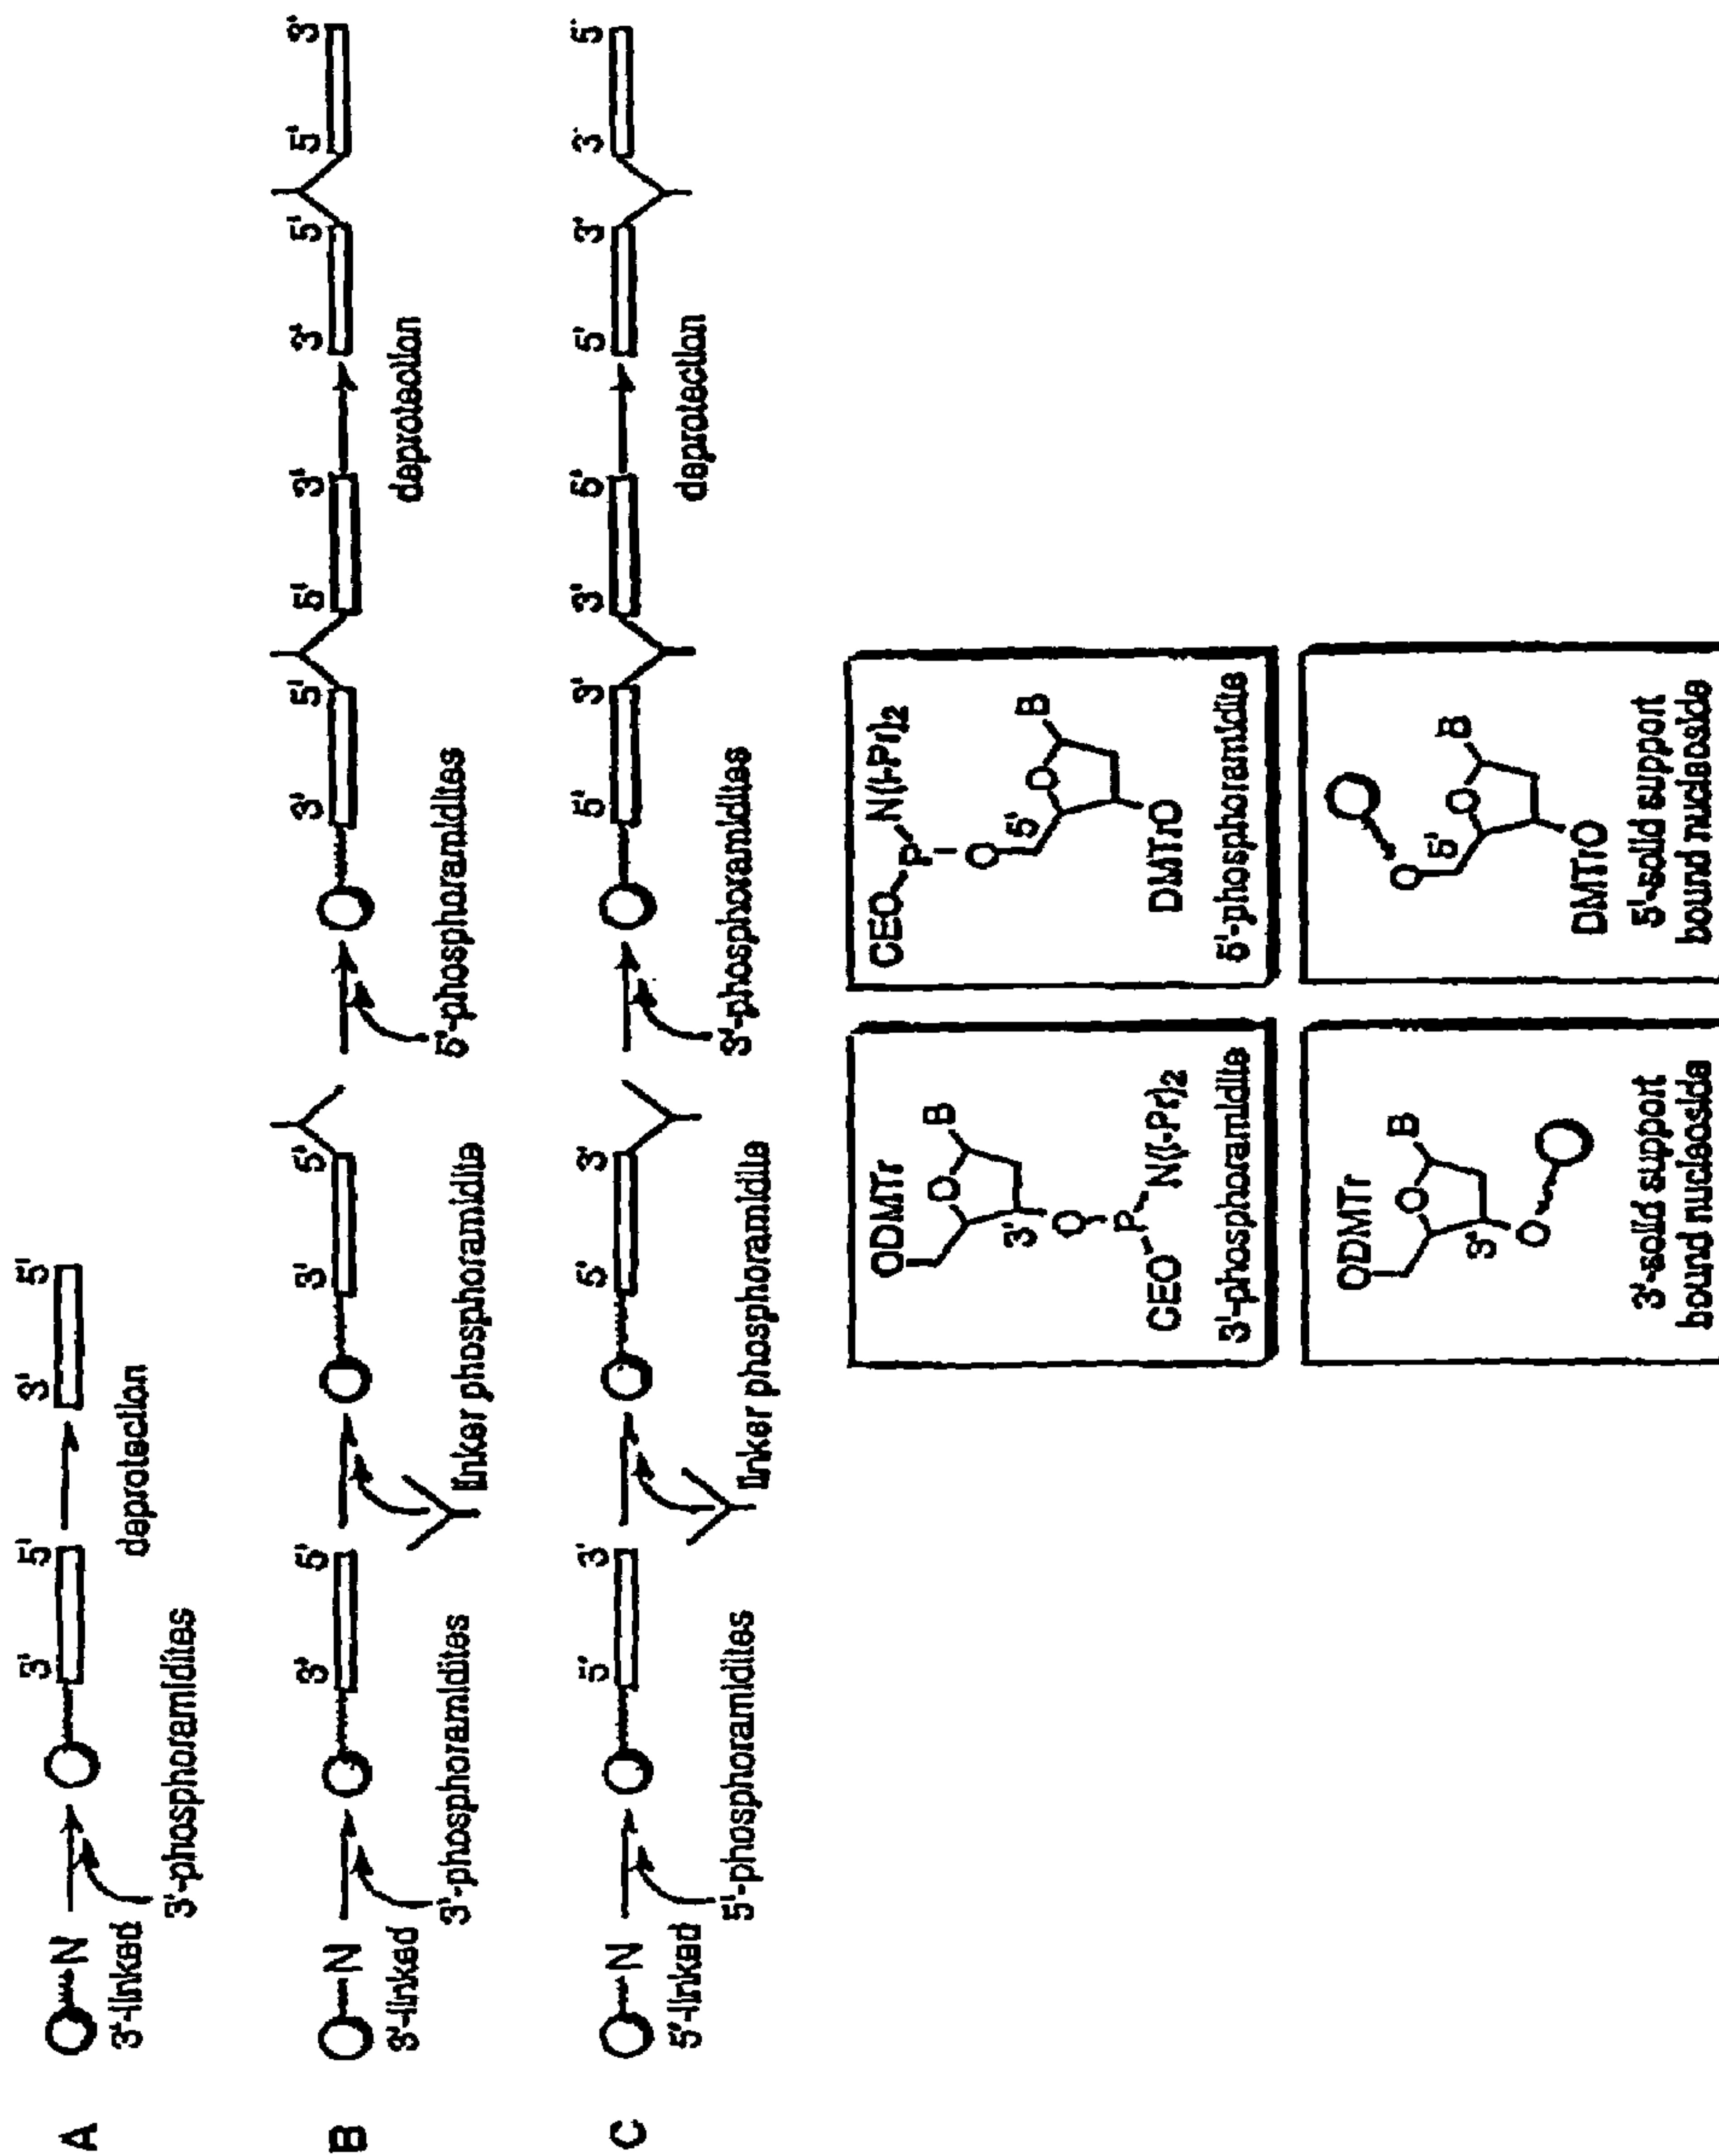 3' 5' 3' 5'
A N
3'-linked deprotection
3'-phosphoramidites
3' 5' 3' 5' 3' 5' 5' 3' 3' 5' 5' 3'
B N
3'-linked deprotection
3'-phosphoramidites linker phosphoramidite 5'-phosphoramidites
5' 3' 5' 3' 5' 3' 3' 5' 5' 3' 3' 5'
C N
5'-linked deprotection
5'-phosphoramidites linker phosphoramidite 3'-phosphoramidites
ODMTr
O B
3'
O
P
CEO N(i-Pr)2
3'-phosphoramidite
CEO N(i-Pr)2
P
O 5'
O B
DMTrO
5'-phosphoramidite
ODMTr
O B
3'
O
3'-solid support
bound nucleoside
O 5'
O B
DMTrO
5'-solid support
bound nucleoside